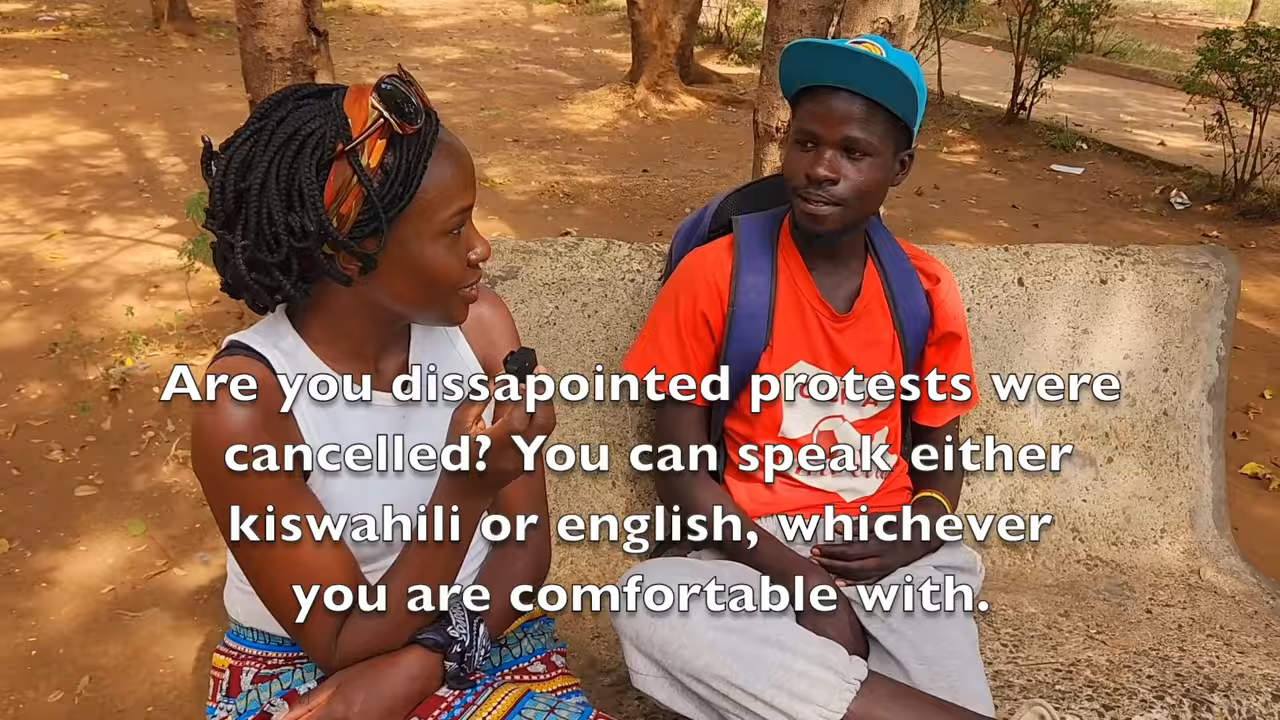 Are you dissapointed protests were
cancelled? You can speak either
kiswahili or english, whichever
you are comfortable with.